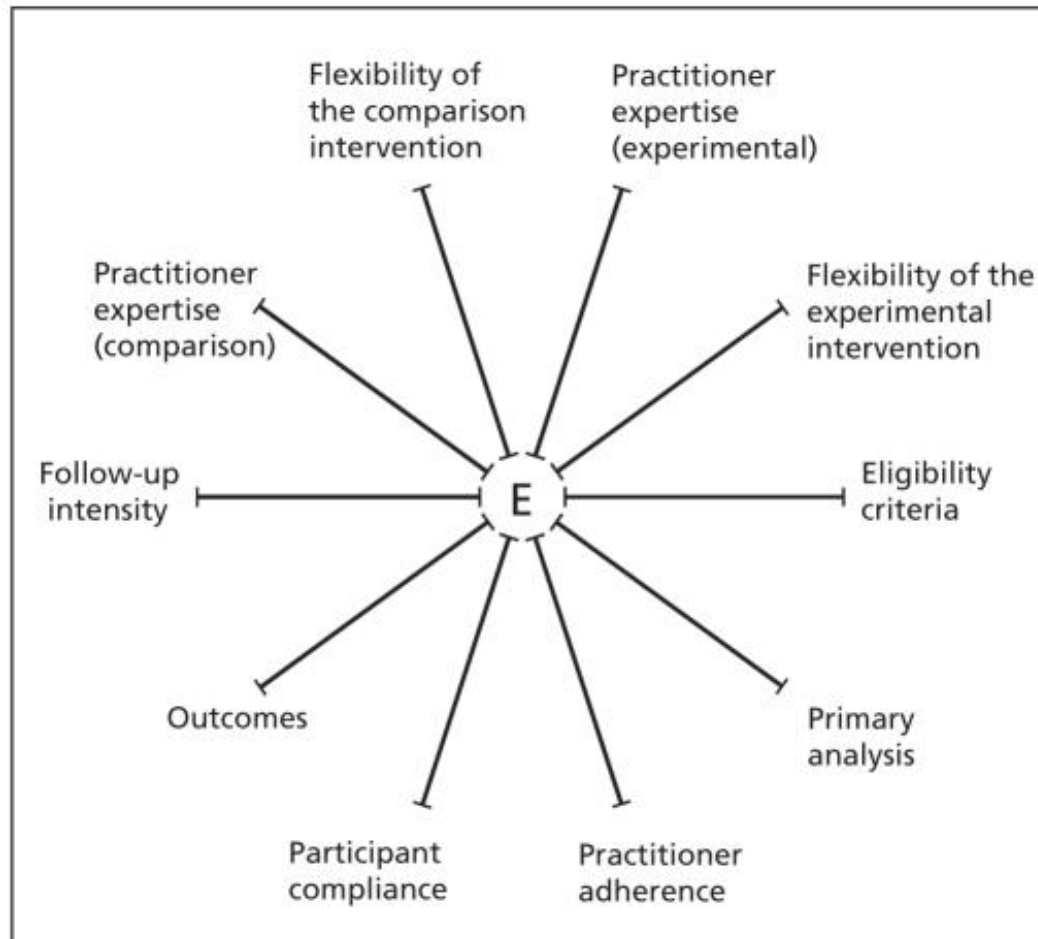 Flexibility of
the comparison
intervention
Practitioner
expertise
(experimental)
Practitioner
expertise
(comparison)
Flexibility of the
experimental
intervention
Follow-up
intensity
E
Eligibility
criteria
Outcomes
Primary
analysis
Participant
compliance
Practitioner
adherence